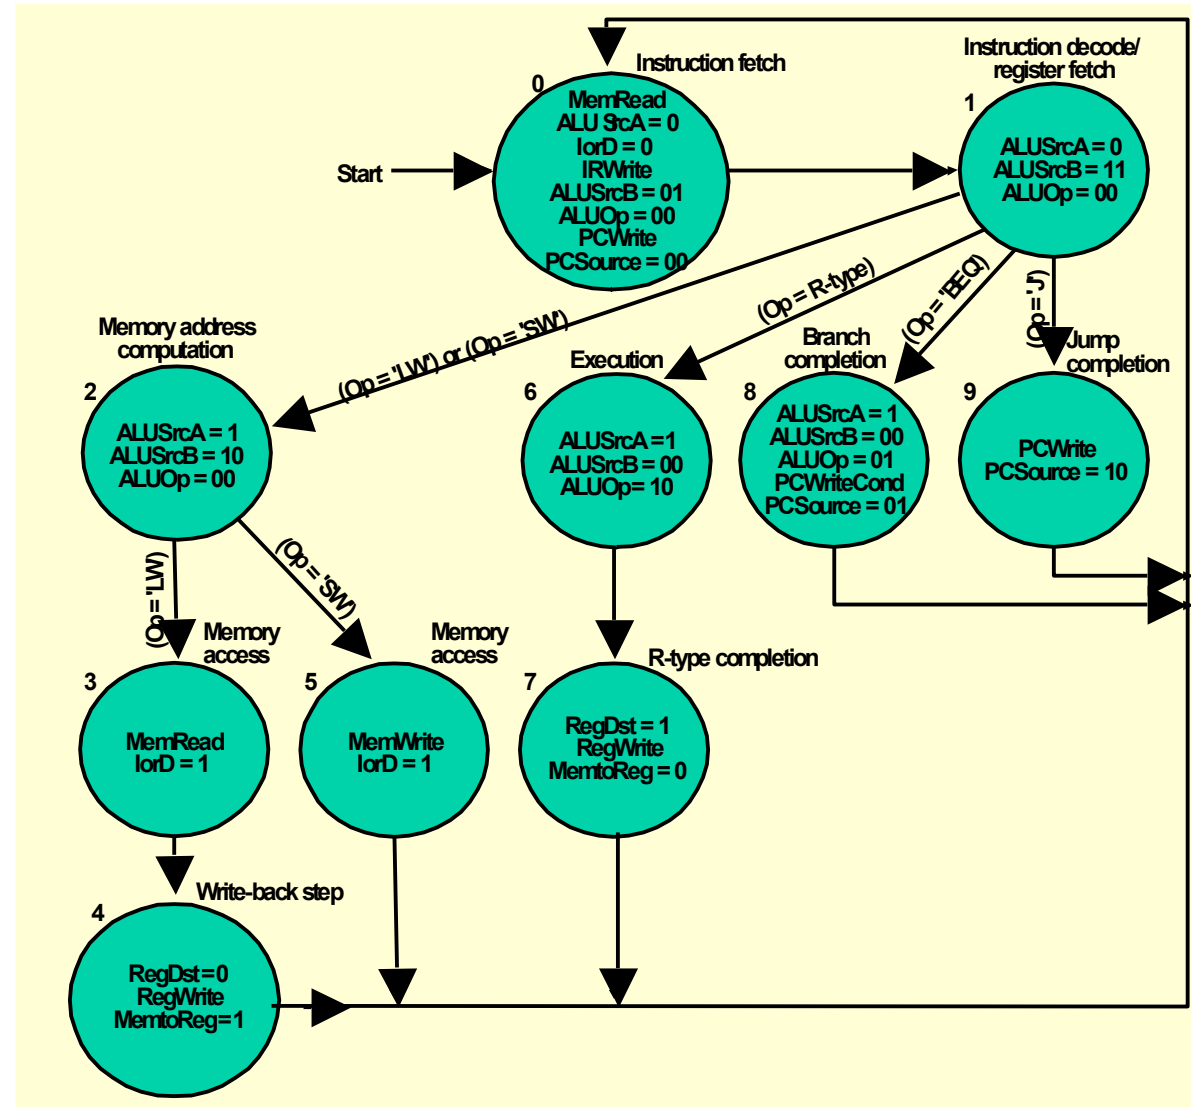 Instruction fetch
0
MemRead
ALU SrcA = 0
IorD = 0
IRWrite
ALUSrcB = 01
ALUOp = 00
PCWrite
PCSource = 00
Start
Instruction decode/
register fetch
1
ALUSrcA = 0
ALUSrcB = 11
ALUOp = 00
(Op = 'LW') or (Op = 'SW')
(Op = R-type)
(Op = 'BEQ')
(Op = 'J')
Memory address
computation
2
ALUSrcA = 1
ALUSrcB = 10
ALUOp = 00
Execution
6
ALUSrcA =1
ALUSrcB = 00
ALUOp = 10
Branch
completion
8
ALUSrcA = 1
ALUSrcB = 00
ALUOp = 01
PCWriteCond
PCSource = 01
Jump
completion
9
PCWrite
PCSource = 10
(Op = 'LW')
(Op = 'SW')
Memory
access
3
MemRead
IorD = 1
Memory
access
5
MemWrite
IorD = 1
R-type completion
7
RegDst = 1
RegWrite
MemtoReg = 0
Write-back step
4
RegDst=0
RegWrite
MemtoReg=1